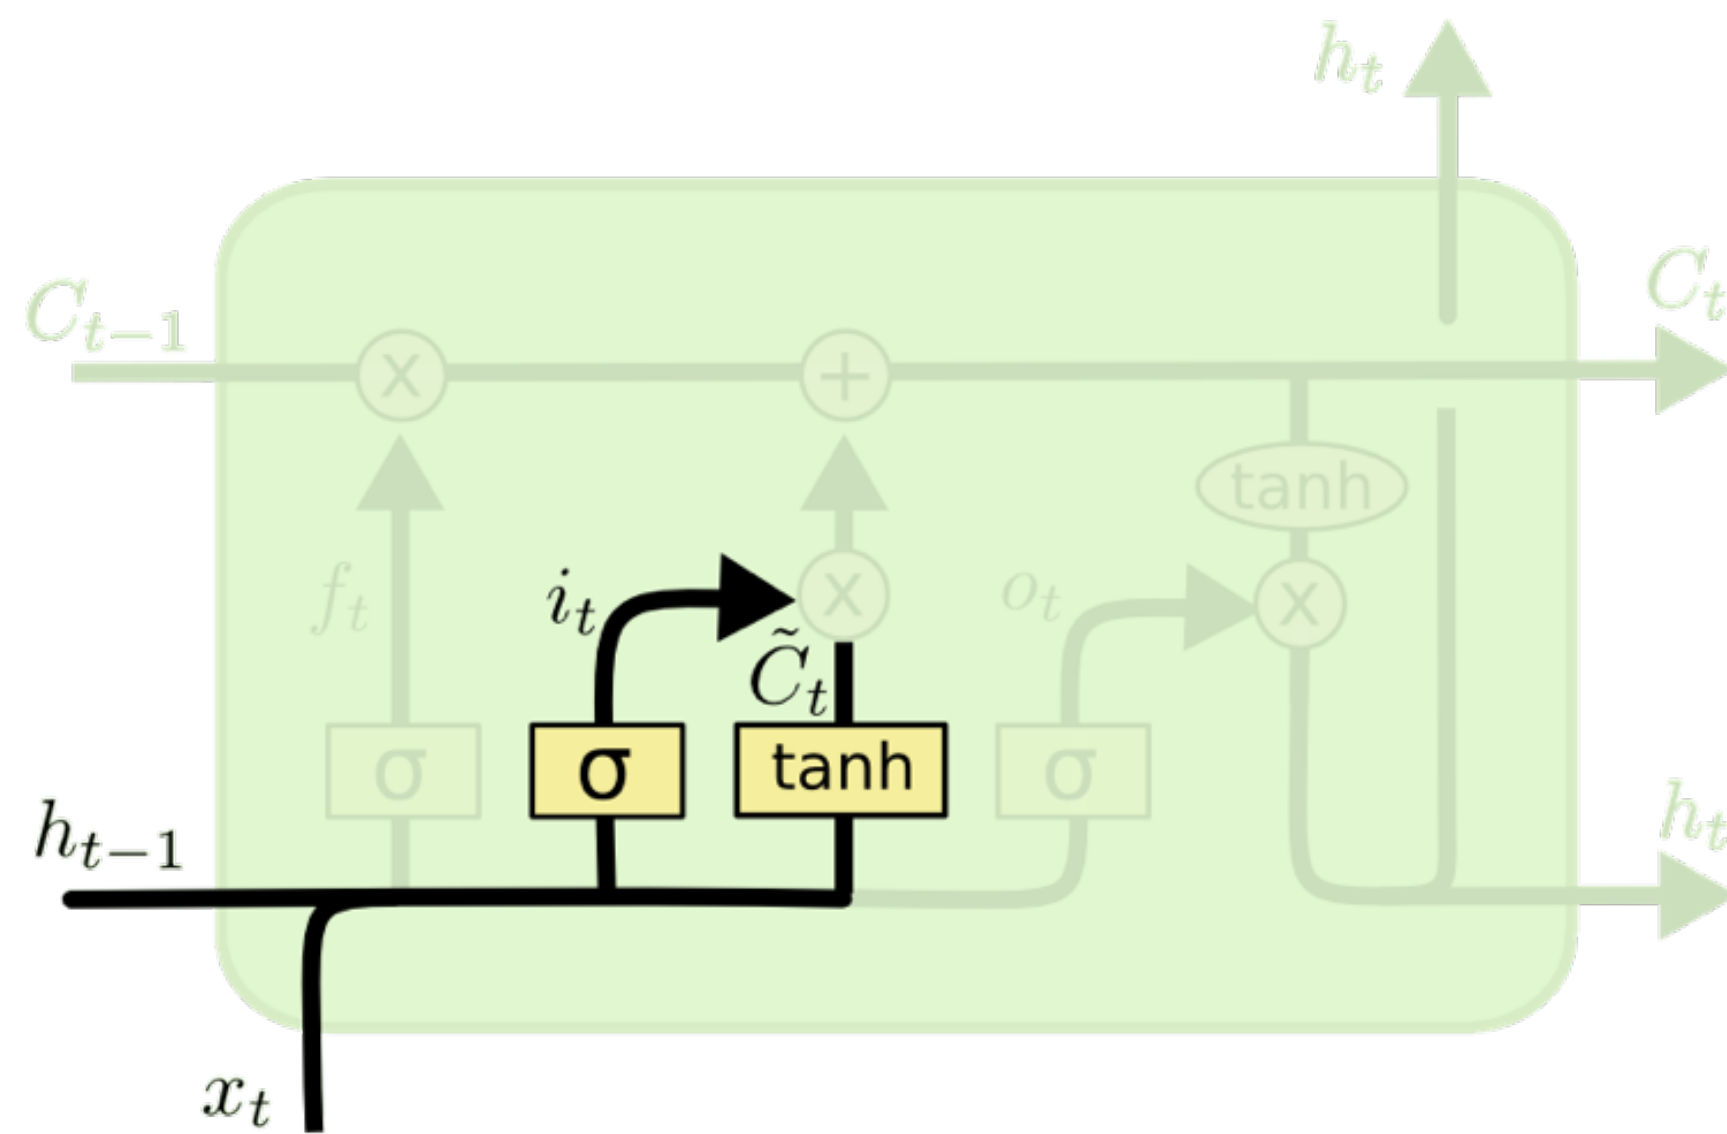 h_t
C_{t-1}
C_t
x
+
tanh
f_t
i_t
x
o_t
x
C̃_t
σ
σ
tanh
σ
h_{t-1}
h_t
x_t